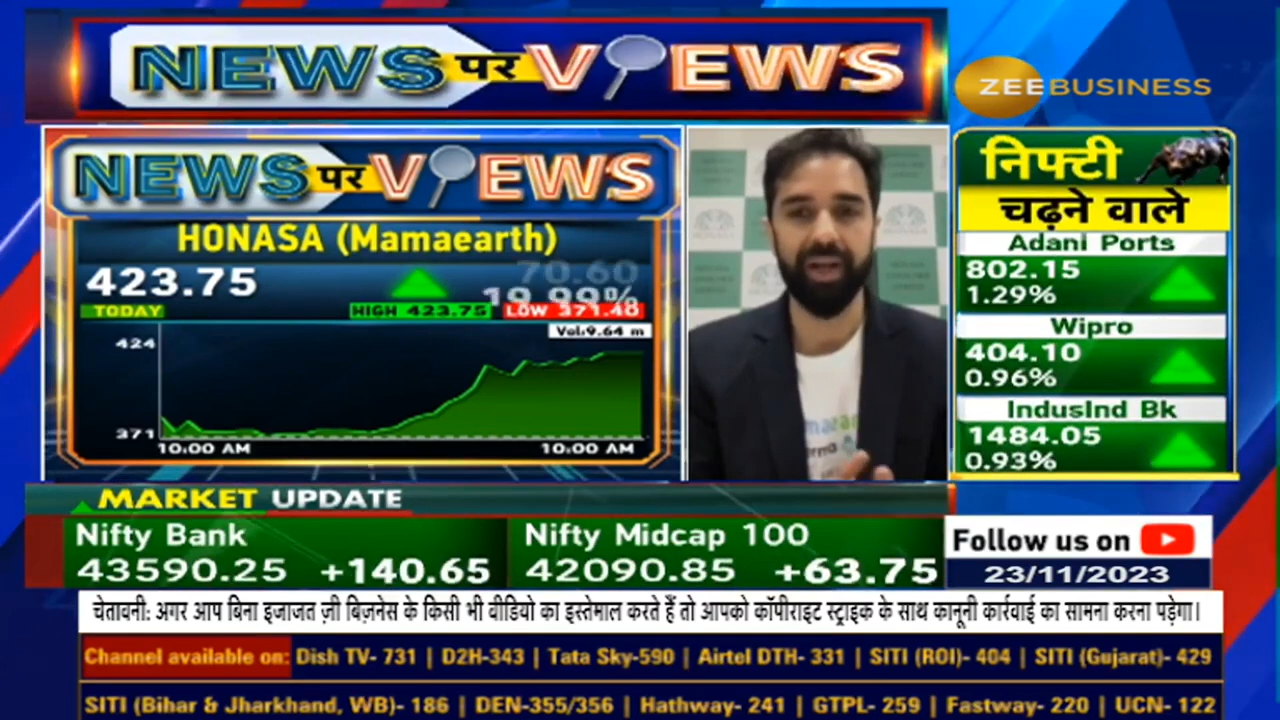 NEWS पर VIEWS
ZEEBUSINESS
NEWS पर VIEWS
HONASA (Mamaearth)
423.75
70.60
19.99%
TODAY
HIGH 423.75
LOW 371.40
Vol:9.64 m
424
371
10.00 AM
10.00 AM
निफ्टी
चढ़ने वाले
Adani Ports
802.15
1.29%
Wipro
404.10
0.96%
IndusInd Bk
1484.05
0.93%
MARKET UPDATE
Nifty Bank
43590.25 +140.65
Nifty Midcap 100
42090.85 +63.75
Follow us on
23/11/2023
चेतावनी: अगर आप बिना इजाजत ज़ी बिज़नेस के किसी भी वीडियो का इस्तेमाल करते हैं तो आपको कॉपीराइट स्ट्राइक के साथ कानूनी कार्रवाई का सामना करना पड़ेगा।
Channel available on: Dish TV- 731 | D2H-343 | Tata Sky-590 | Airtel DTH- 331 | SITI (ROI)- 404 | SITI (Gujarat)- 429
SITI (Bihar & Jharkhand, WB)- 186 | DEN-355/356 | Hathway- 241 | GTPL- 259 | Fastway- 220 | UCN- 122